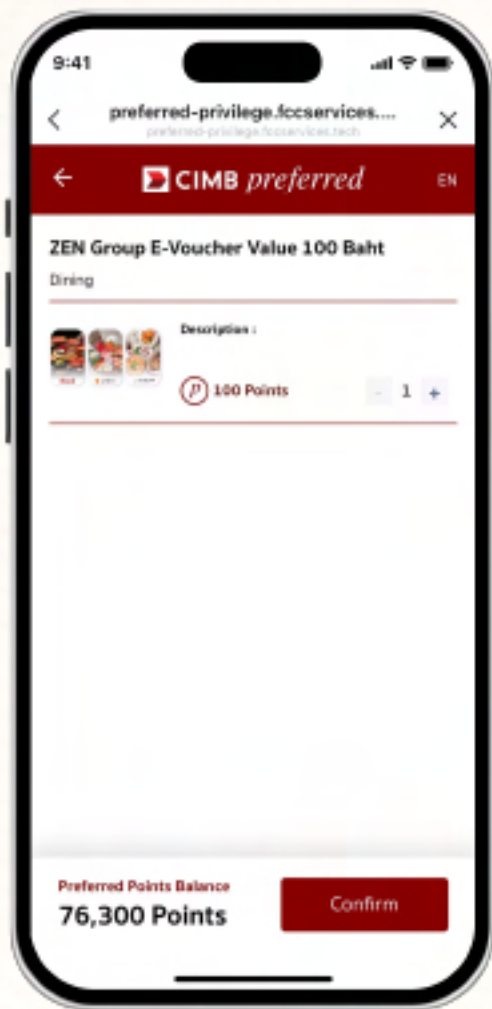 9:41
preferred-privilege.fccservices....
preferred-privilege.fccservices.tech
CIMB preferred
EN
ZEN Group E-Voucher Value 100 Baht
Dining
Description :
100 Points
- 1 +
Preferred Points Balance
76,300 Points
Confirm